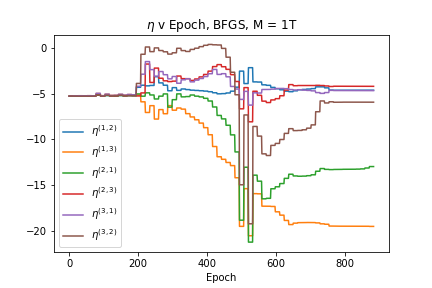 η v Epoch, BFGS, M = 1T
0
−5
−10
−15
−20
η^(1,2)
η^(1,3)
η^(2,1)
η^(2,3)
η^(3,1)
η^(3,2)
0 200 400 600 800
Epoch